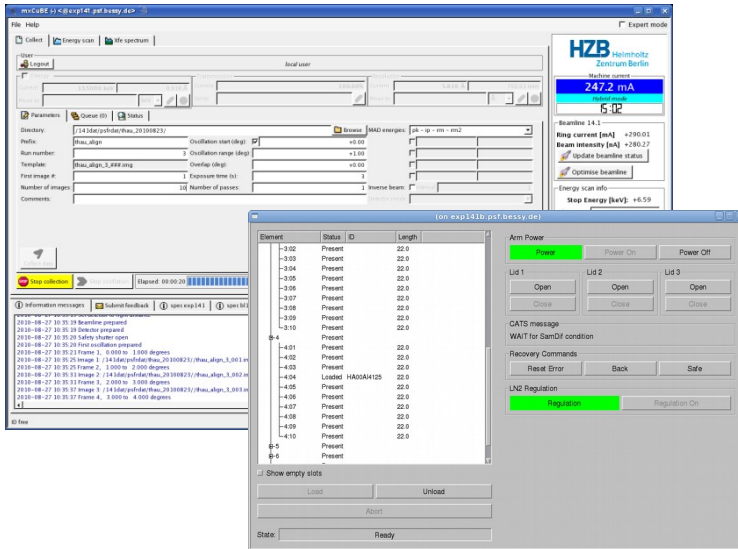 mxCuBE (-) <@exp141.psf.bessy.de>
File Help
Expert mode
Collect Energy scan Xfe spectrum
User
Logout
local user
Parameters Queue (0) Status
Directory: /141dat/psfrdat/thau_20100823/ Browse MAD energies: pk - ip - rm - rm2
Prefix: thau_align Oscillation start (deg): +0.00
Run number: 3 Oscillation range (deg): +1.00
Template: thau_align_3_###.img Overlap (deg): +0.00
First image #: 1 Exposure time (s): 3
Number of images: 10 Number of passes: 1 Inverse beam:
Comments:
Stop collection
Elapsed: 00:00:20
Information messages Submit feedback spec exp141
2010-08-27 10:35:19 Beamline prepared
2010-08-27 10:35:19 Detector prepared
2010-08-27 10:35:20 Safety shutter open
2010-08-27 10:35:20 First oscillation prepared
2010-08-27 10:35:21 Frame 1, 0.000 to 1.000 degrees
2010-08-27 10:35:25 Frame 2, 1.000 to 2.000 degrees
2010-08-27 10:35:31 Frame 3, 2.000 to 3.000 degrees
2010-08-27 10:35:37 Frame 4, 3.000 to 4.000 degrees
ID free
HZB Helmholtz
Zentrum Berlin
Machine current
247.2 mA
Hybrid mode
15:02
Beamline 14.1
Ring current [mA] +290.01
Beam intensity [nA] +280.27
Update beamline status
Optimise beamline
Energy scan info
Stop Energy [keV]: +6.59
(on exp141b.psf.bessy.de)
Element Status ID Length
3:02 Present 22.0
3:03 Present 22.0
3:04 Present 22.0
3:05 Present 22.0
3:06 Present 22.0
3:07 Present 22.0
3:08 Present 22.0
3:09 Present 22.0
3:10 Present 22.0
4 Present
4:01 Present 22.0
4:02 Present 22.0
4:03 Present 22.0
4:04 Loaded HA00AI4125 22.0
4:05 Present 22.0
4:06 Present 22.0
4:07 Present 22.0
4:08 Present 22.0
4:09 Present 22.0
4:10 Present 22.0
5 Present
6 Present
Show empty slots
Load Unload
Abort
State: Ready
Arm Power
Power Power On Power Off
Lid 1 Lid 2 Lid 3
Open Open Open
Close Close Close
CATS message
WAIT for SamDif condition
Recovery Commands
Reset Error Back Safe
LN2 Regulation
Regulation Regulation On